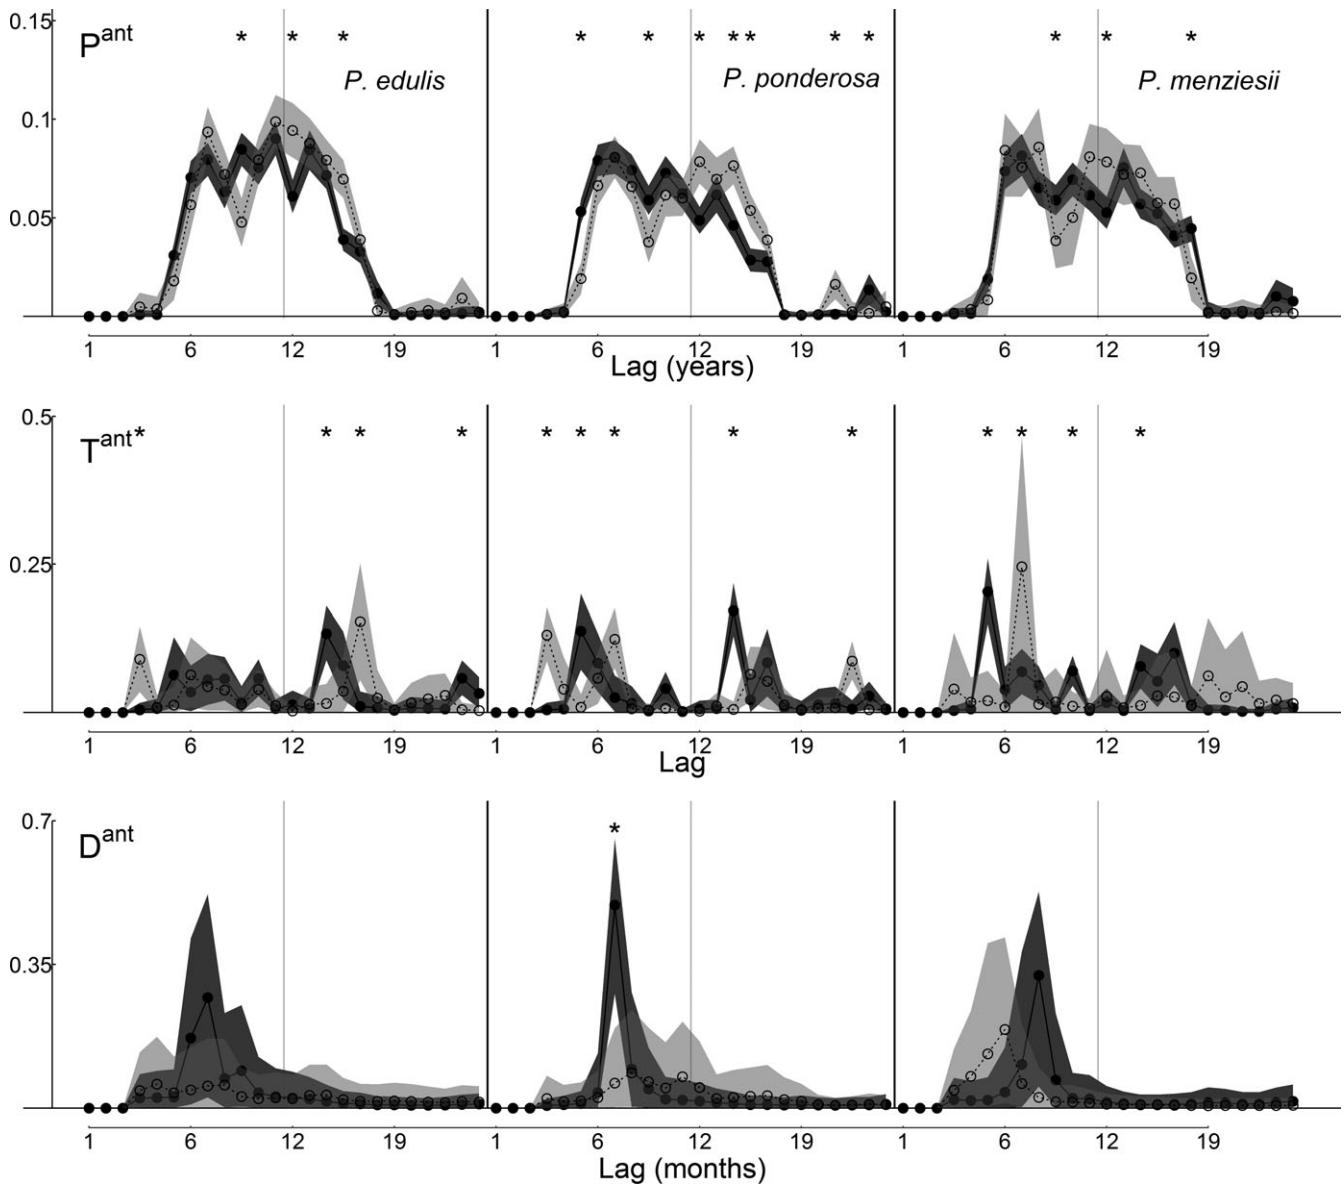 0.15
P^ant * * * * * * * * * * * * *
P. edulis P. ponderosa P. menziesii
0.1
0.05
1 6 12 19 1 6 12 19 1 6 12 19
Lag (years)
0.5
T^ant * * * * * * * * * * * * *
0.25
1 6 12 19 1 6 12 19 1 6 12 19
Lag
0.7
D^ant *
0.35
1 6 12 19 1 6 12 19 1 6 12 19
Lag (months)